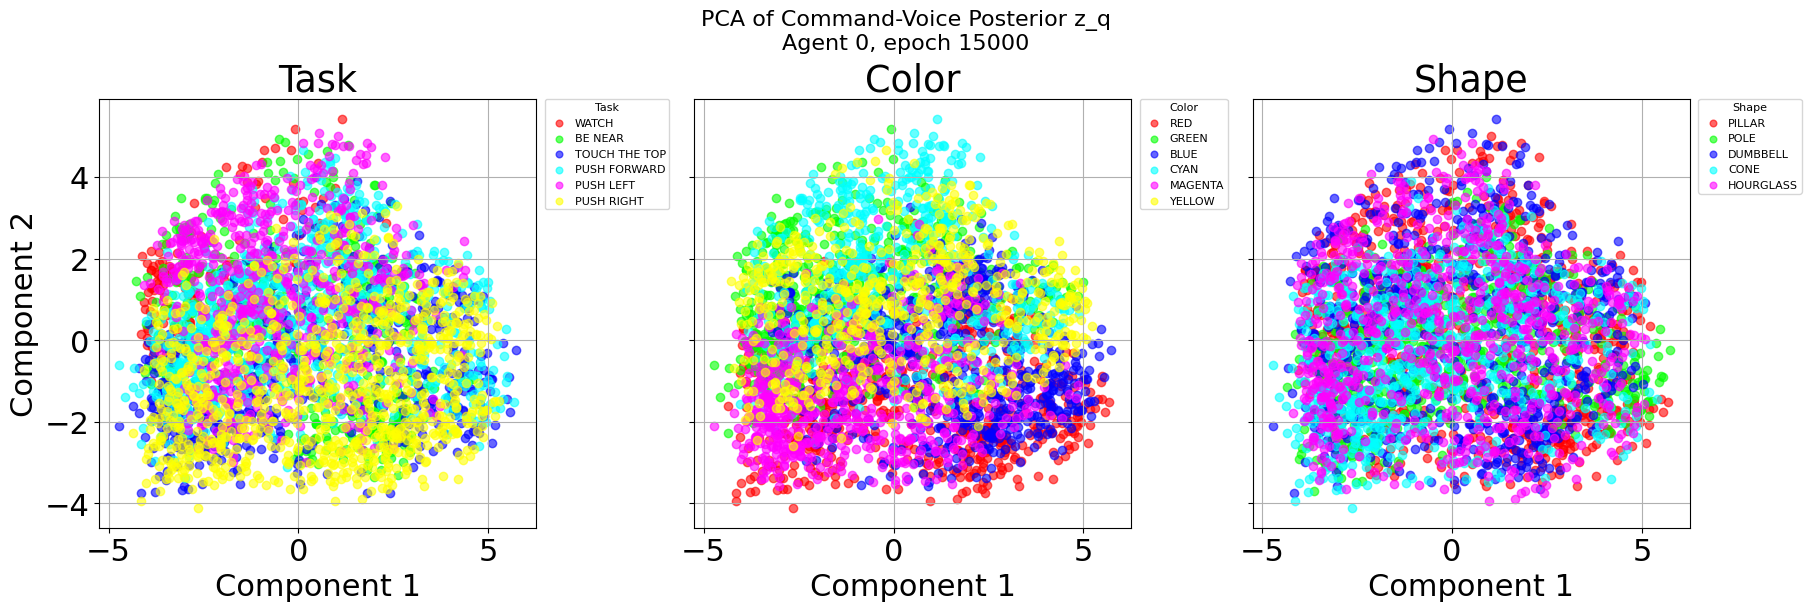 PCA of Command-Voice Posterior z_q
Agent 0, epoch 15000
Task
Component 2
4
2
0
−2
−4
−5
0
5
Component 1
Task
WATCH
BE NEAR
TOUCH THE TOP
PUSH FORWARD
PUSH LEFT
PUSH RIGHT
Color
−5
0
5
Component 1
Color
RED
GREEN
BLUE
CYAN
MAGENTA
YELLOW
Shape
−5
0
5
Component 1
Shape
PILLAR
POLE
DUMBBELL
CONE
HOURGLASS